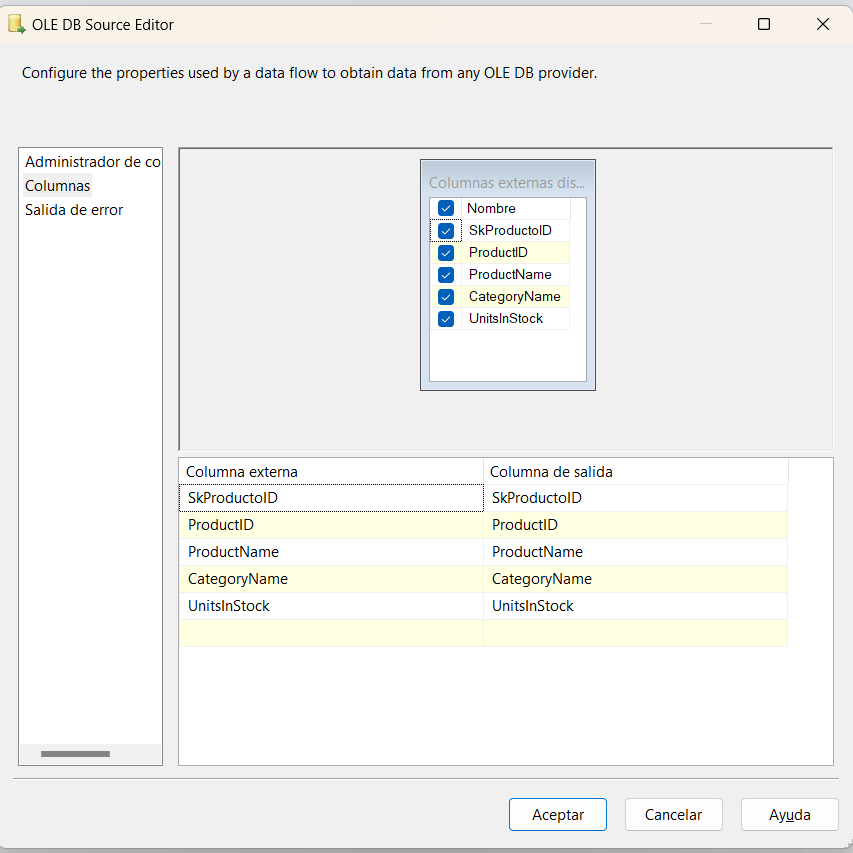 OLE DB Source Editor
Configure the properties used by a data flow to obtain data from any OLE DB provider.
Administrador de co
Columnas
Salida de error
Columnas externas dis...
Nombre
SkProductoID
ProductID
ProductName
CategoryName
UnitsInStock
Columna externa Columna de salida
SkProductoID SkProductoID
ProductID ProductID
ProductName ProductName
CategoryName CategoryName
UnitsInStock UnitsInStock
Aceptar Cancelar Ayuda